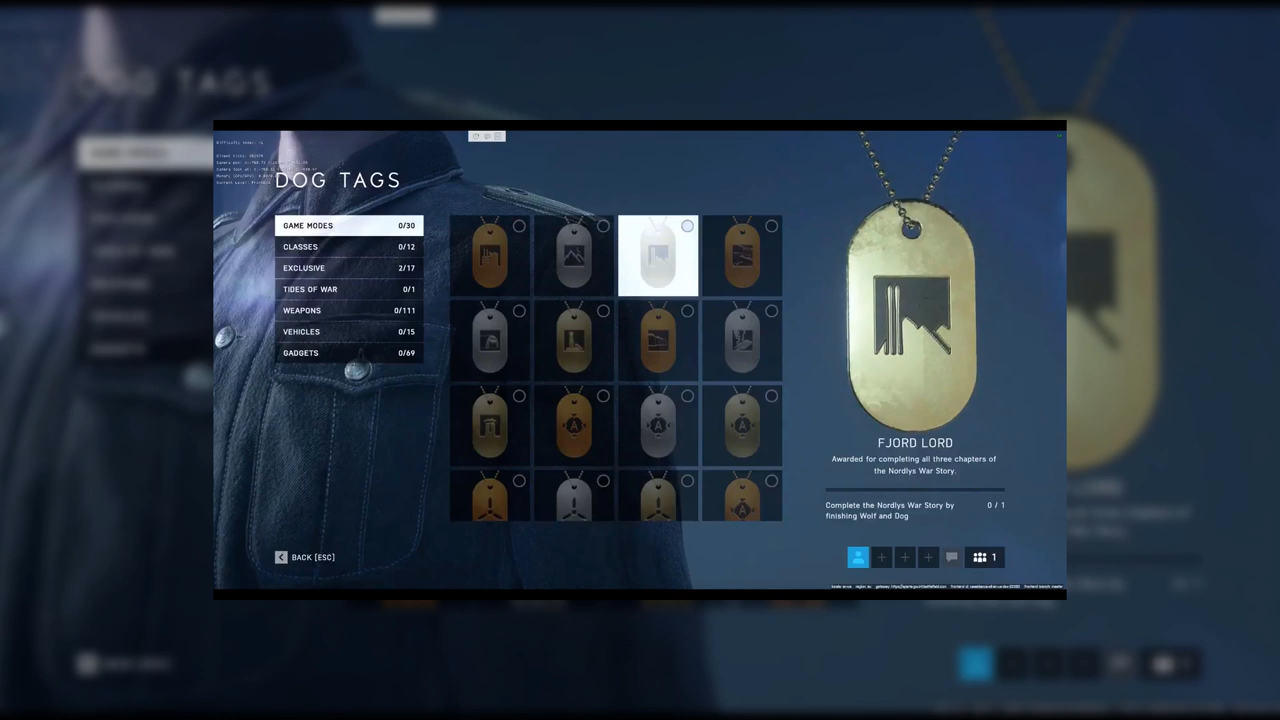 DOG TAGS
GAME MODES 0/30
CLASSES 0/12
EXCLUSIVE 2/17
TIDES OF WAR 0/1
WEAPONS 0/111
VEHICLES 0/15
GADGETS 0/69
A
A
A
FJORD LORD
Awarded for completing all three chapters of
the Nordlys War Story.
Complete the Nordlys War Story by 0 / 1
finishing Wolf and Dog
BACK [ESC]
1